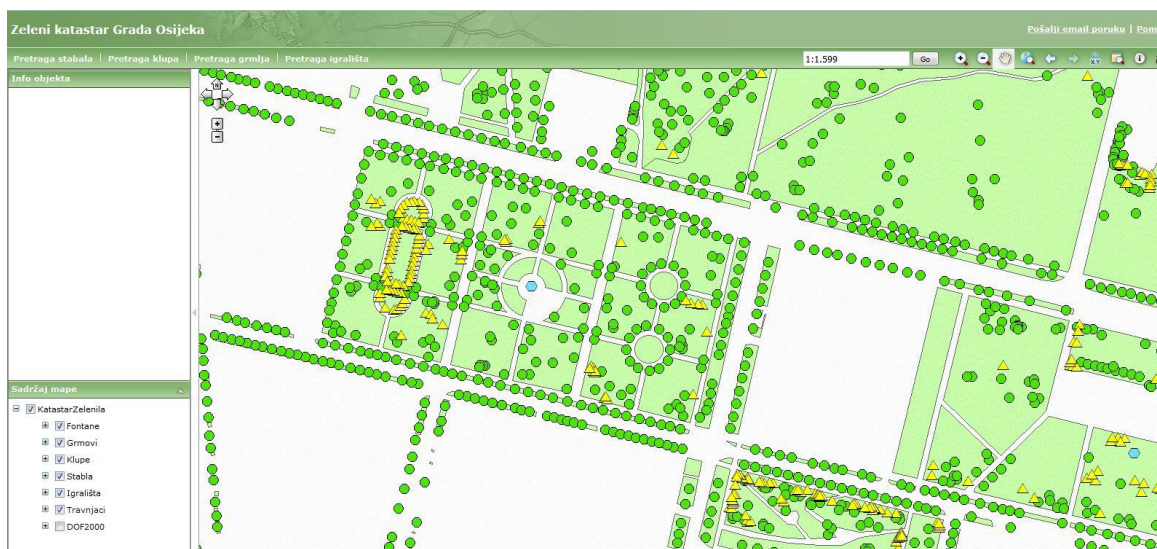 Zeleni katastar Grada Osijeka
Pošalji email poruku |
Pretraga stabala | Pretraga klupa | Pretraga grmlja | Pretraga igrališta
1:1.599 Go
Info objekta
Sadržaj mape
KatastarZelenila
Fontane
Grmovi
Klupe
Stabla
Igrališta
Travnjaci
DOF2000